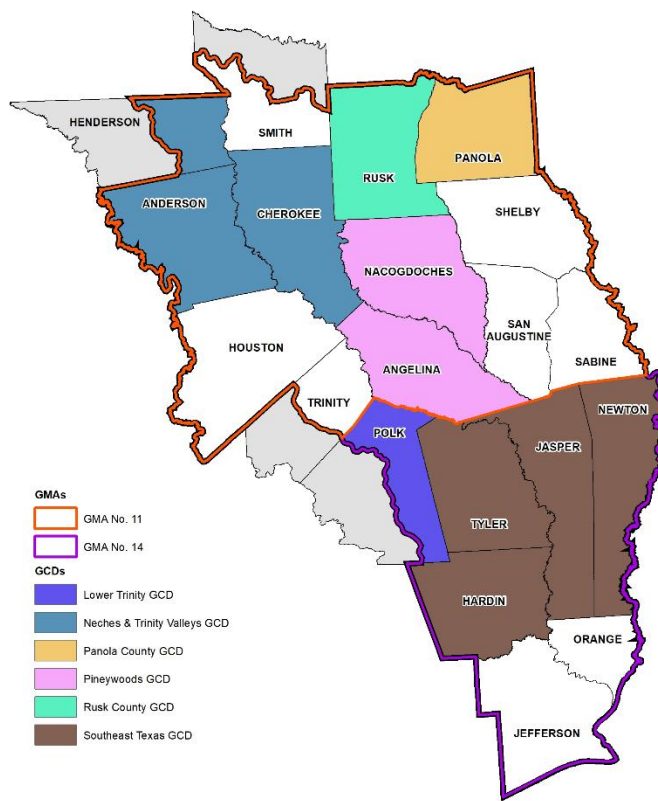 HENDERSON
SMITH
RUSK
PANOLA
ANDERSON
CHEROKEE
SHELBY
NACOGDOCHES
SAN
AUGUSTINE
HOUSTON
SABINE
ANGELINA
TRINITY
NEWTON
POLK
JASPER
TYLER
HARDIN
ORANGE
JEFFERSON
GMAs
GMA No. 11
GMA No. 14
GCDs
Lower Trinity GCD
Neches & Trinity Valleys GCD
Panola County GCD
Pineywoods GCD
Rusk County GCD
Southeast Texas GCD